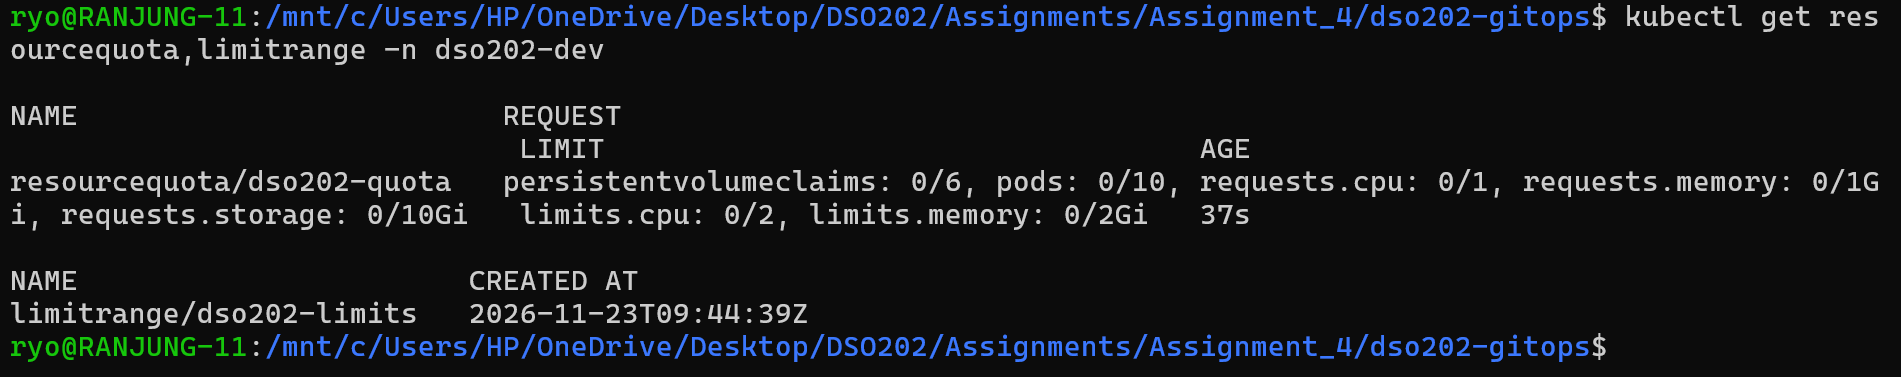 ryo@RANJUNG-11:/mnt/c/Users/HP/OneDrive/Desktop/DSO202/Assignments/Assignment_4/dso202-gitops$ kubectl get res
ourcequota,limitrange -n dso202-dev
NAME                         REQUEST
                              LIMIT                                   AGE
resourcequota/dso202-quota   persistentvolumeclaims: 0/6, pods: 0/10, requests.cpu: 0/1, requests.memory: 0/1G
i, requests.storage: 0/10Gi   limits.cpu: 0/2, limits.memory: 0/2Gi   37s
NAME                       CREATED AT
limitrange/dso202-limits   2026-11-23T09:44:39Z
ryo@RANJUNG-11:/mnt/c/Users/HP/OneDrive/Desktop/DSO202/Assignments/Assignment_4/dso202-gitops$